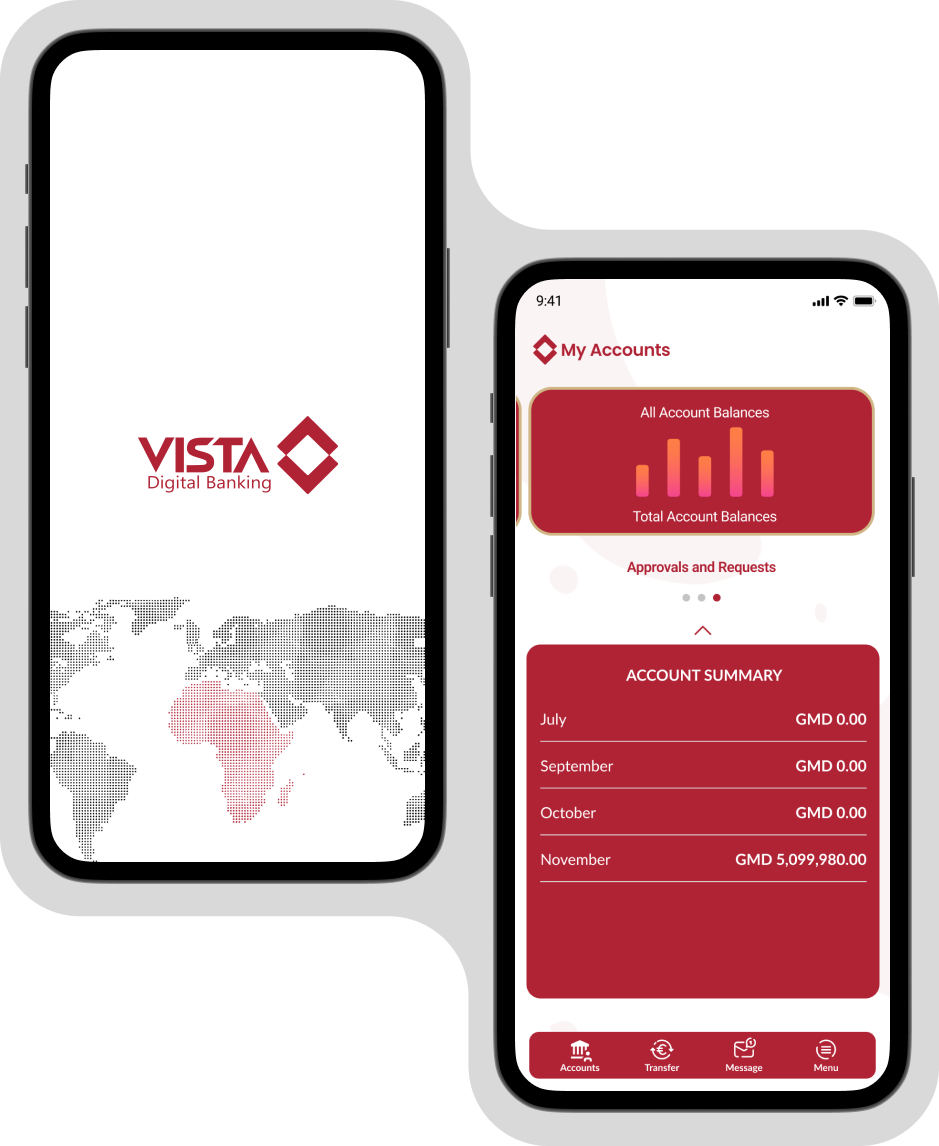 VISTA
Digital Banking
9:41
My Accounts
All Account Balances
Total Account Balances
Approvals and Requests
ACCOUNT SUMMARY
July GMD 0.00
September GMD 0.00
October GMD 0.00
November GMD 5,099,980.00
Accounts Transfer Message Menu